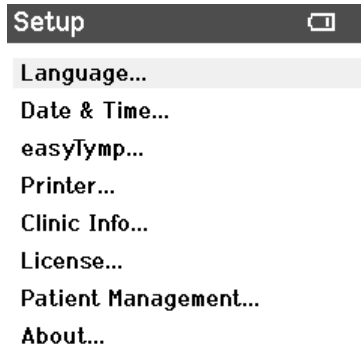 Setup
Language...
Date & Time...
easyTymp...
Printer...
Clinic Info...
License...
Patient Management...
About...